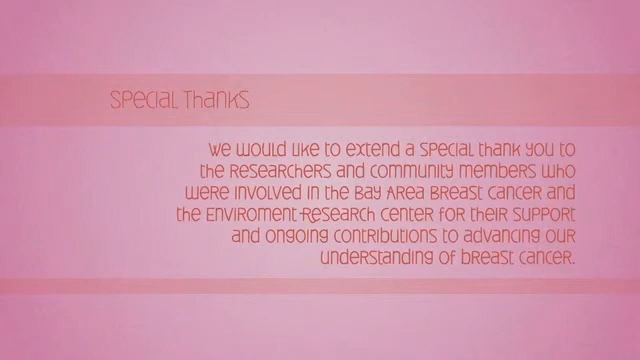 Special Thanks
We would like to extend a special thank you to
the researchers and community members who
were involved in the Bay Area Breast Cancer and
the Enviroment Research Center for their support
and ongoing contributions to advancing our
understanding of breast cancer.